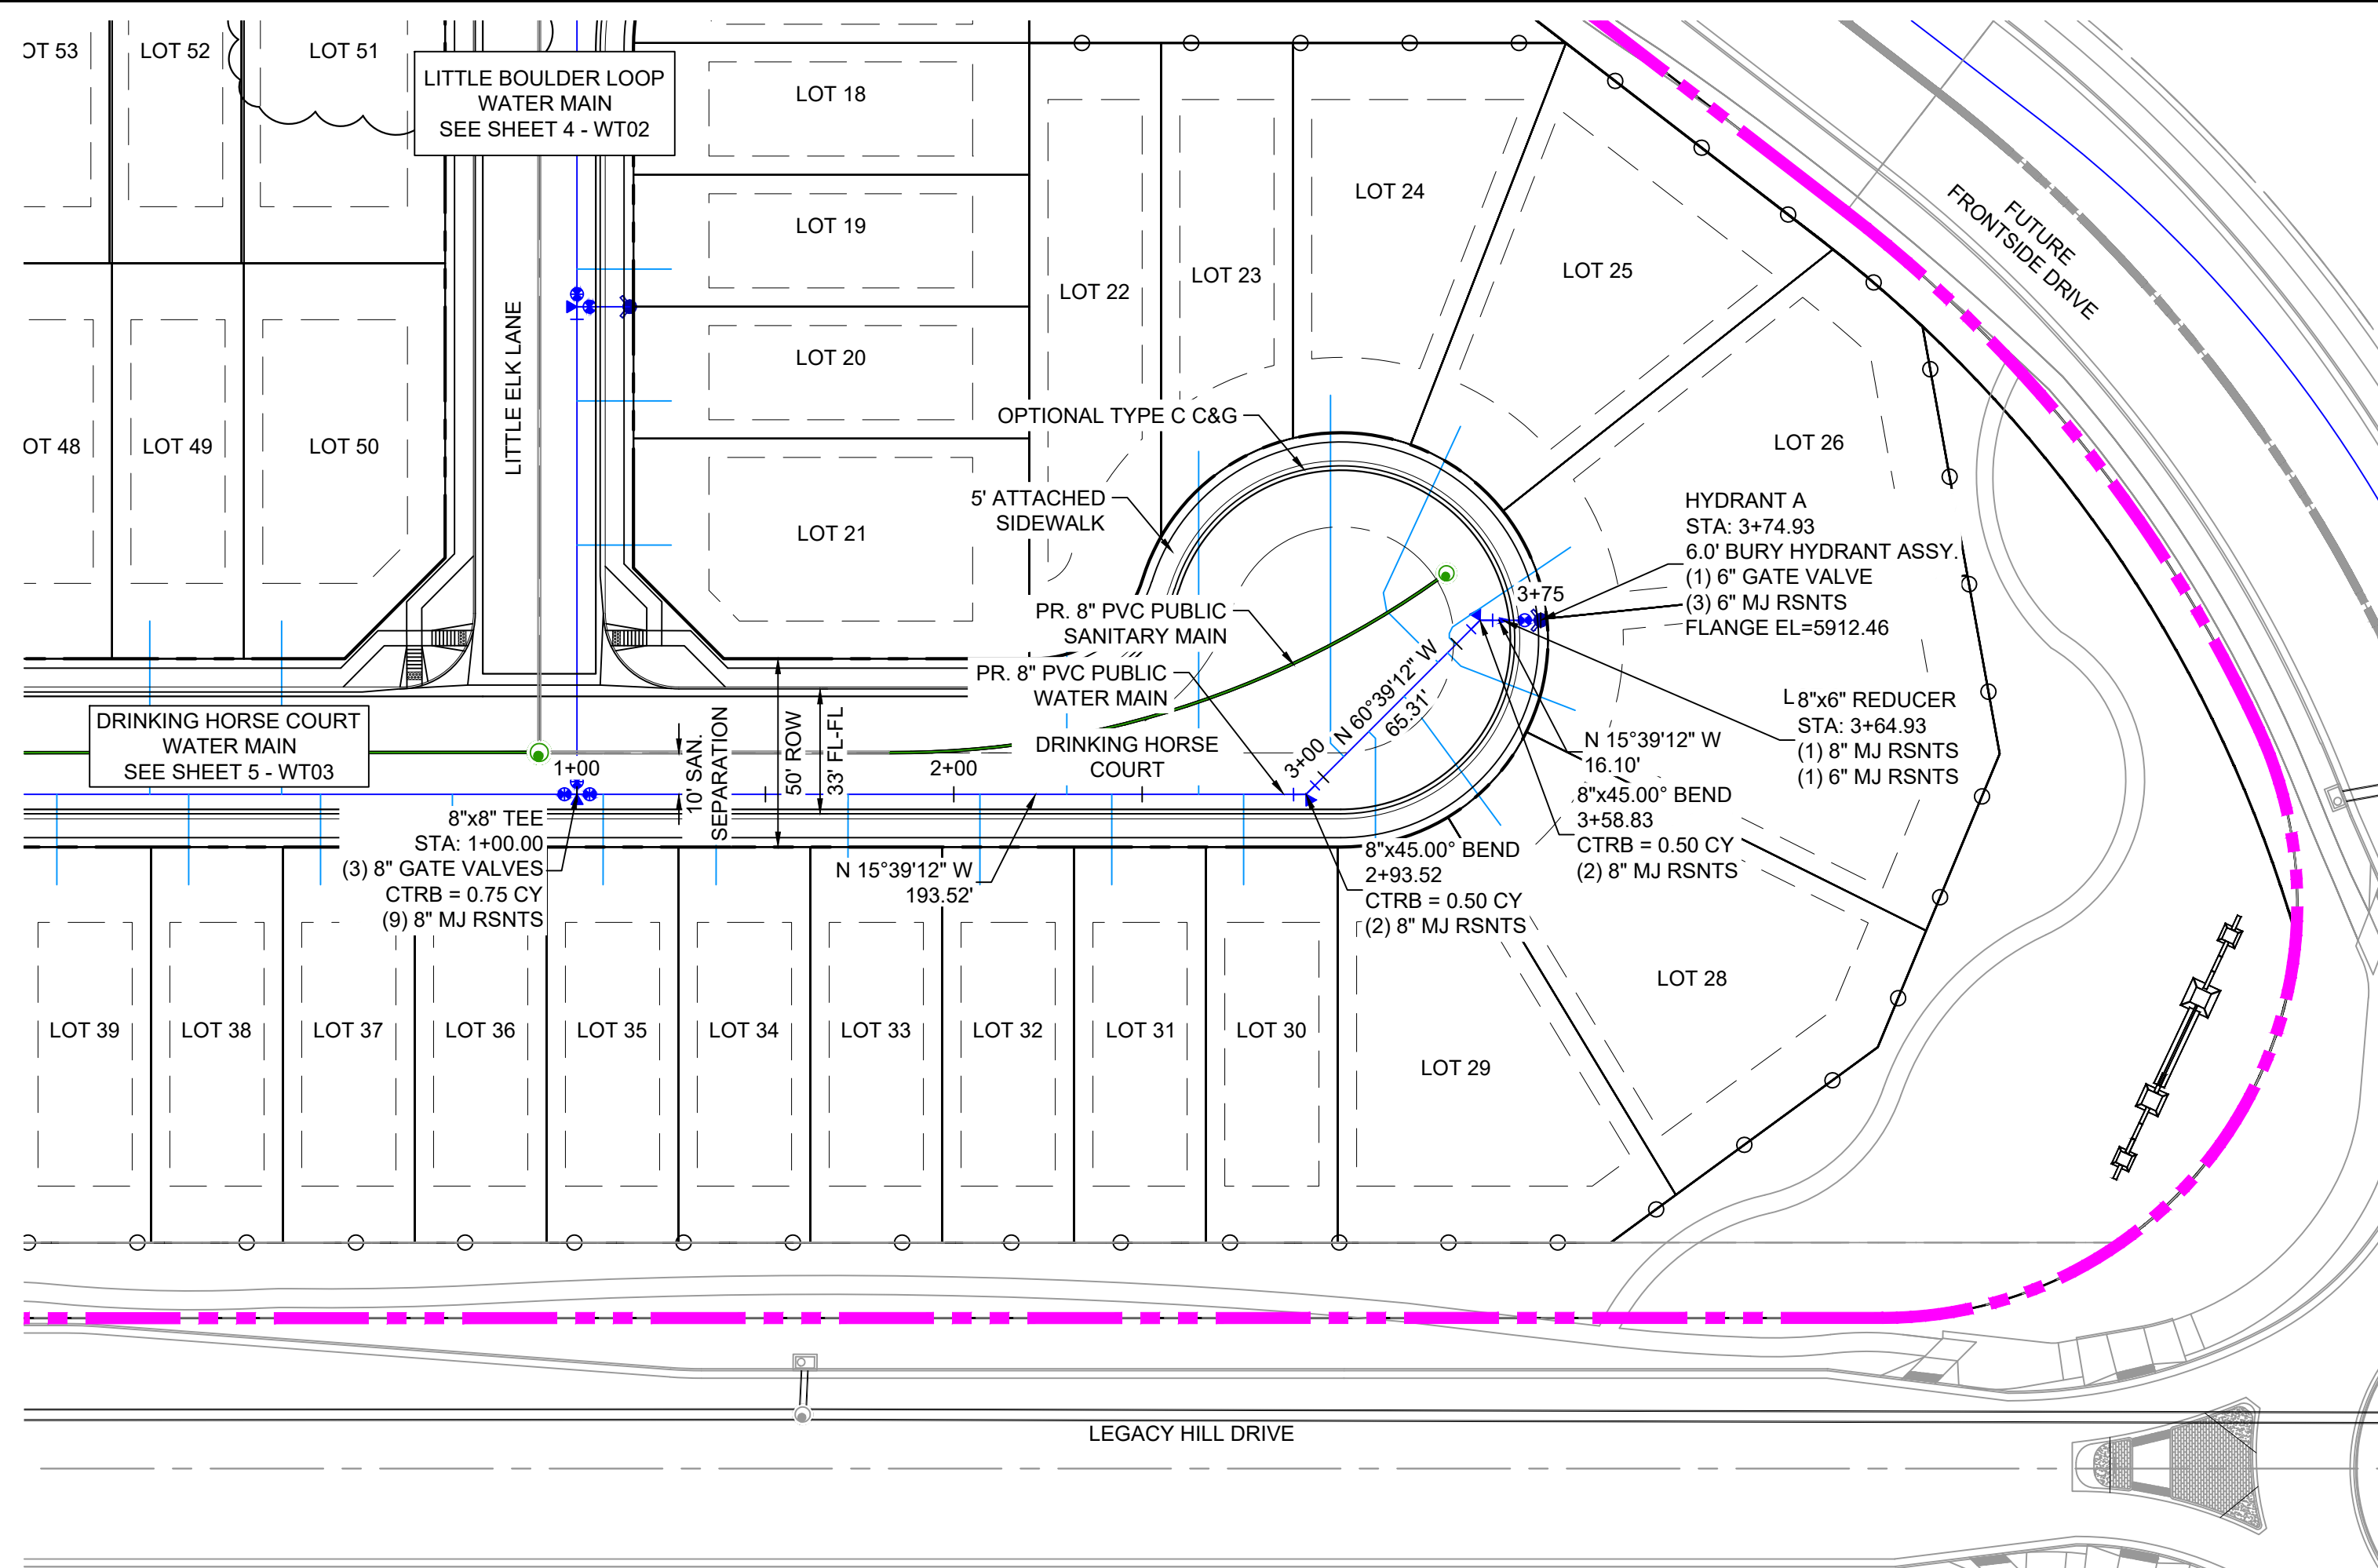 OT 53
LOT 52
LOT 51
LITTLE BOULDER LOOP
WATER MAIN
SEE SHEET 4 - WT02
LOT 18
LOT 19
LOT 20
LOT 21
LOT 22
LOT 23
LOT 24
LOT 25
LOT 26
FUTURE
FRONTSIDE DRIVE
OT 48
LOT 49
LOT 50
LITTLE ELK LANE
OPTIONAL TYPE C C&G
5' ATTACHED
SIDEWALK
PR. 8" PVC PUBLIC
SANITARY MAIN
PR. 8" PVC PUBLIC
WATER MAIN
DRINKING HORSE
COURT
3+75
HYDRANT A
STA: 3+74.93
6.0' BURY HYDRANT ASSY.
(1) 6" GATE VALVE
(3) 6" MJ RSNTS
FLANGE EL=5912.46
L
8"x6" REDUCER
STA: 3+64.93
(1) 8" MJ RSNTS
(1) 6" MJ RSNTS
N 15°39'12" W
16.10'
8"x45.00° BEND
3+58.83
CTRB = 0.50 CY
(2) 8" MJ RSNTS
N 60°39'12" W
65.31'
3+00
8"x45.00° BEND
2+93.52
CTRB = 0.50 CY
(2) 8" MJ RSNTS
DRINKING HORSE COURT
WATER MAIN
SEE SHEET 5 - WT03
1+00
2+00
10' SAN.
SEPARATION
50' ROW
33' FL-FL
8"x8" TEE
STA: 1+00.00
(3) 8" GATE VALVES
CTRB = 0.75 CY
(9) 8" MJ RSNTS
N 15°39'12" W
193.52'
LOT 39
LOT 38
LOT 37
LOT 36
LOT 35
LOT 34
LOT 33
LOT 32
LOT 31
LOT 30
LOT 29
LOT 28
LEGACY HILL DRIVE